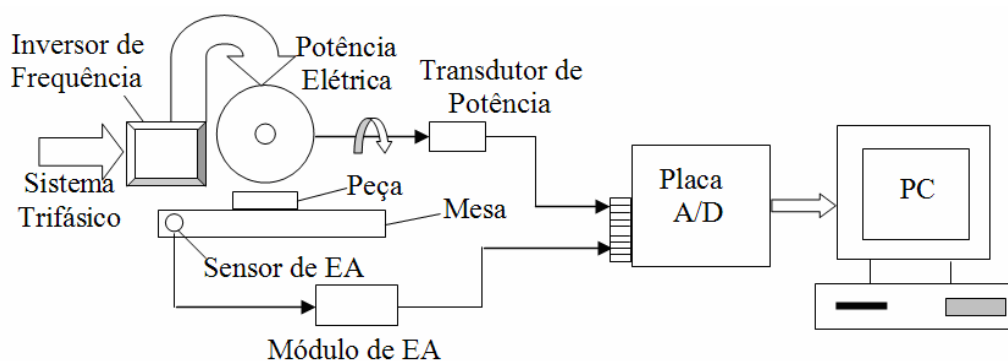 Inversor de
Frequência
Potência
Elétrica
Transdutor de
Potência
Sistema
Trifásico
Peça
Mesa
Sensor de EA
Módulo de EA
Placa
A/D
PC